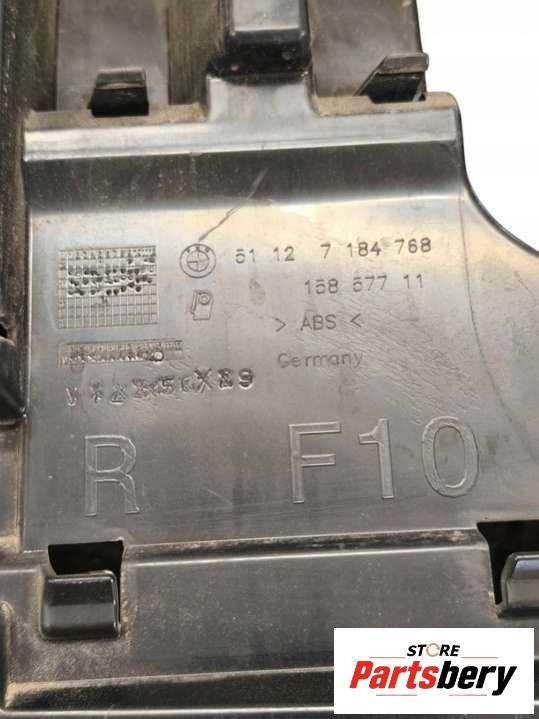 51 12 7 184 768
158 577 11
> ABS <
Germany
R F10
STORE
Partsbery